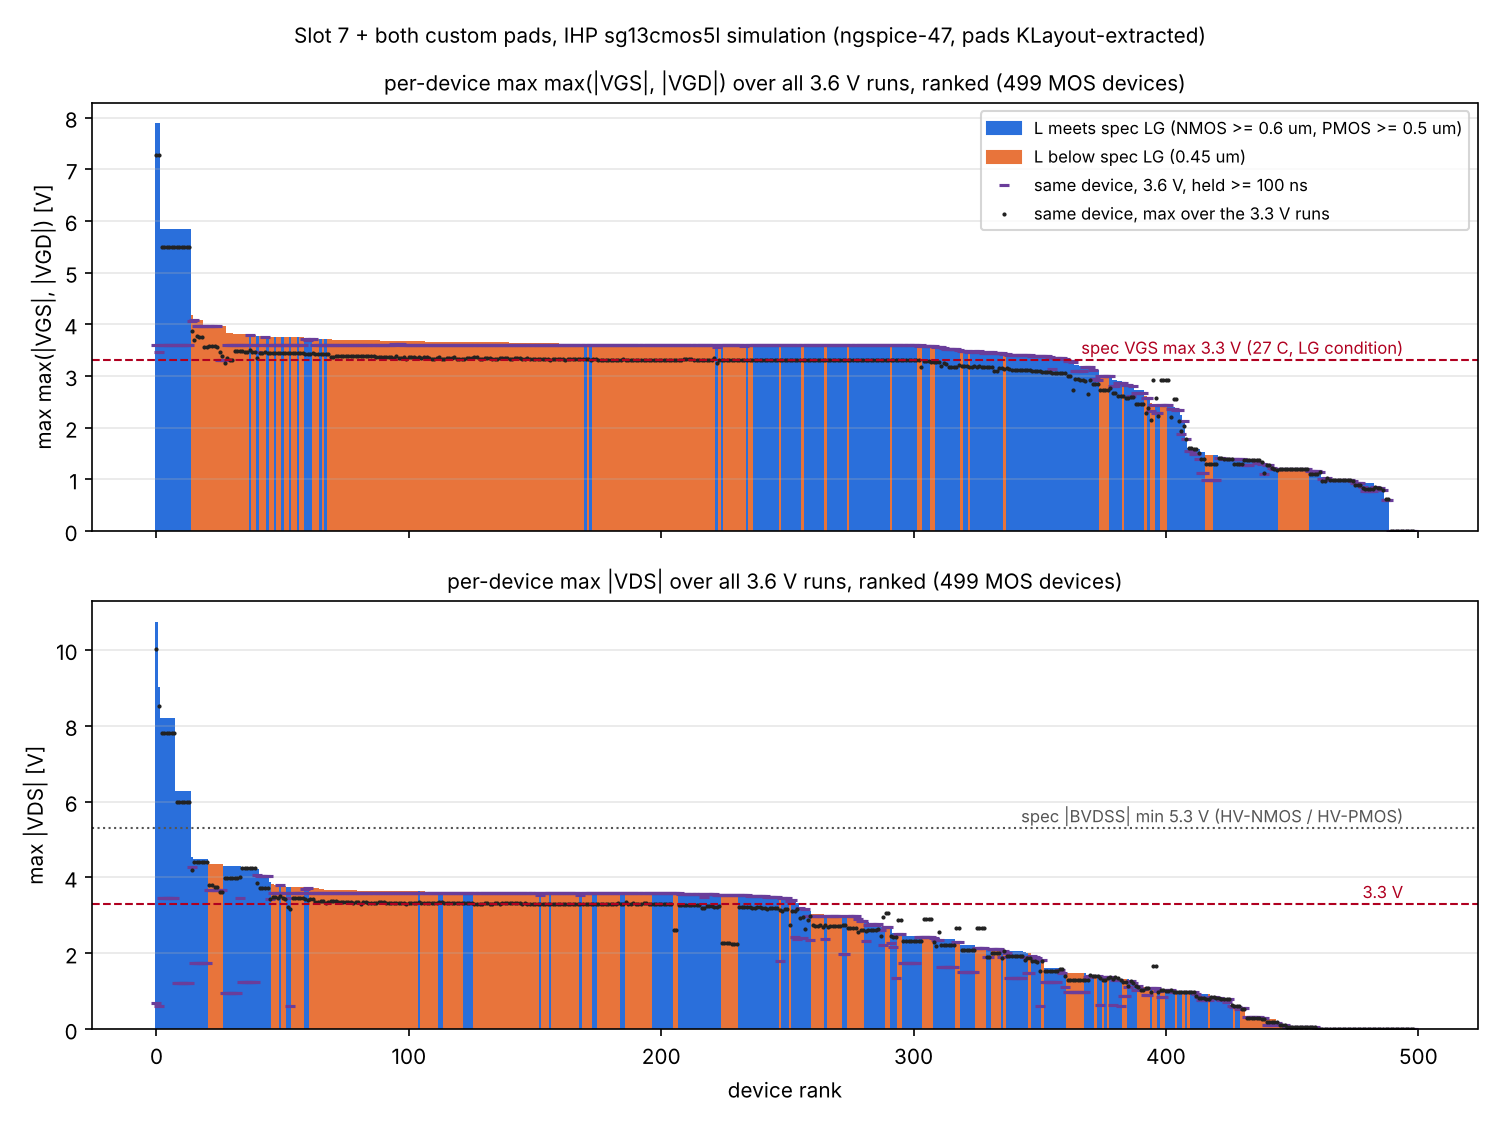 Slot 7 + both custom pads, IHP sg13cmos5l simulation (ngspice-47, pads KLayout-extracted)
per-device max max(|VGS|, |VGD|) over all 3.6 V runs, ranked (499 MOS devices)
max max(|VGS|, |VGD|) [V]
8
7
6
5
4
3
2
1
0
L meets spec LG (NMOS >= 0.6 um, PMOS >= 0.5 um)
L below spec LG (0.45 um)
same device, 3.6 V, held >= 100 ns
same device, max over the 3.3 V runs
spec VGS max 3.3 V (27 C, LG condition)
per-device max |VDS| over all 3.6 V runs, ranked (499 MOS devices)
max |VDS| [V]
10
8
6
4
2
0
spec |BVDSS| min 5.3 V (HV-NMOS / HV-PMOS)
3.3 V
0 100 200 300 400 500
device rank